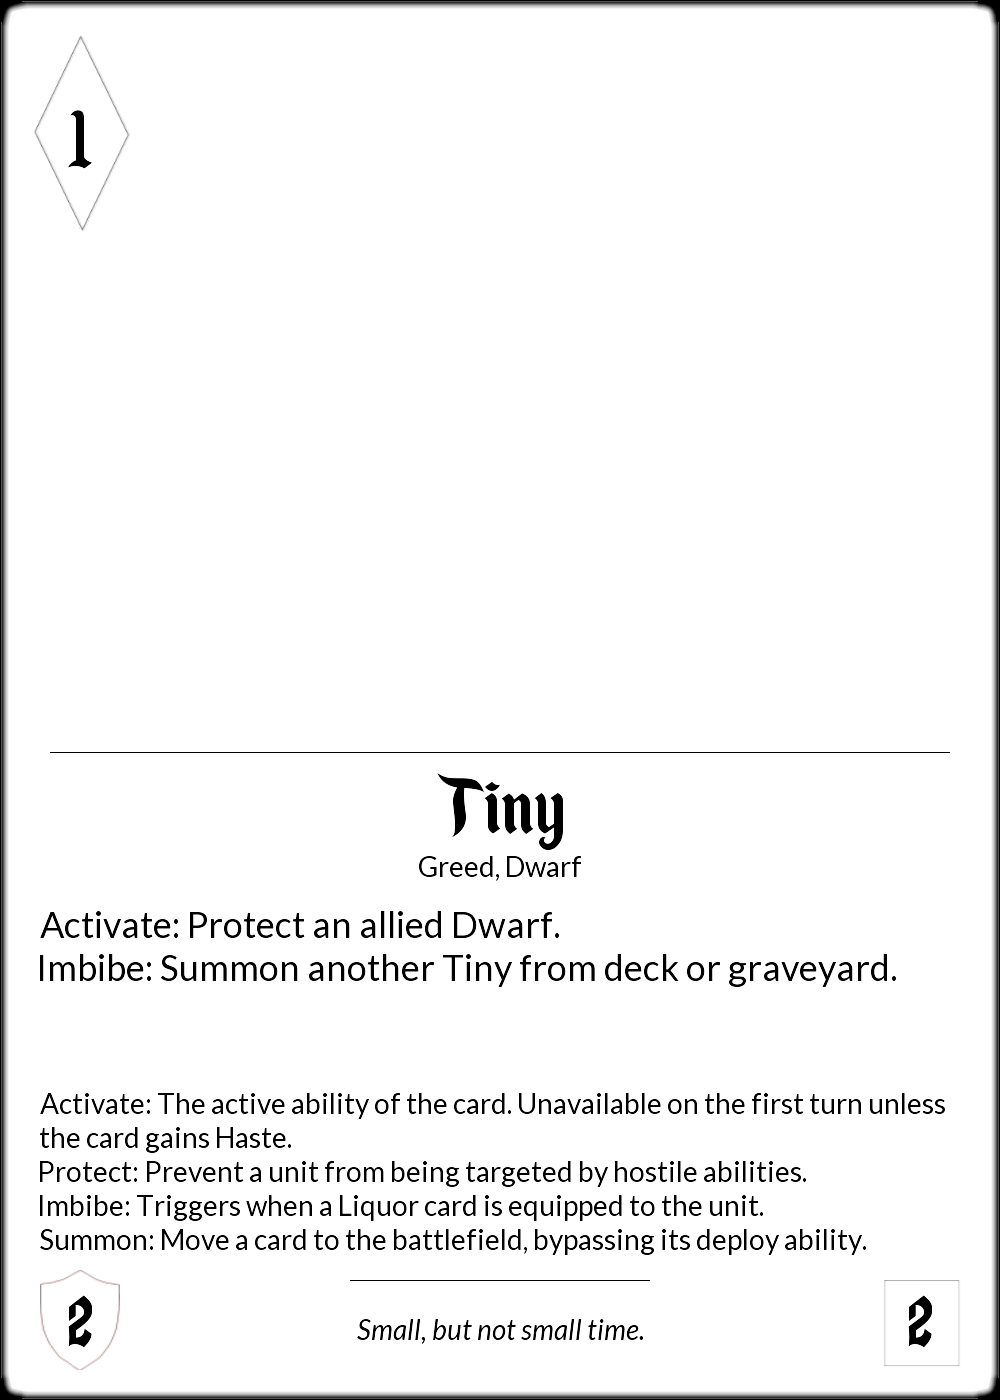 1
Tiny
Greed, Dwarf
Activate: Protect an allied Dwarf.
Imbibe: Summon another Tiny from deck or graveyard.
Activate: The active ability of the card. Unavailable on the first turn unless
the card gains Haste.
Protect: Prevent a unit from being targeted by hostile abilities.
Imbibe: Triggers when a Liquor card is equipped to the unit.
Summon: Move a card to the battlefield, bypassing its deploy ability.
2
Small, but not small time.
2